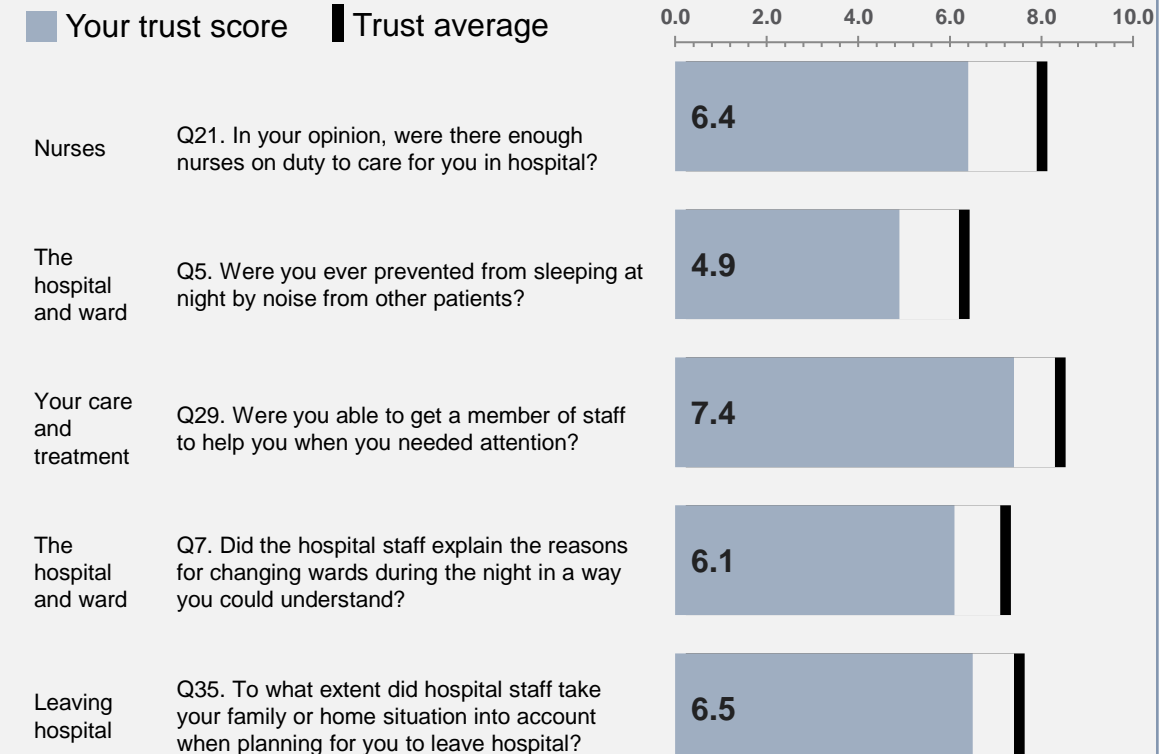 Your trust score Trust average
0.0 2.0 4.0 6.0 8.0 10.0
Nurses
Q21. In your opinion, were there enough
nurses on duty to care for you in hospital?
6.4
The
hospital
and ward
Q5. Were you ever prevented from sleeping at
night by noise from other patients?
4.9
Your care
and
treatment
Q29. Were you able to get a member of staff
to help you when you needed attention?
7.4
The
hospital
and ward
Q7. Did the hospital staff explain the reasons
for changing wards during the night in a way
you could understand?
6.1
Leaving
hospital
Q35. To what extent did hospital staff take
your family or home situation into account
when planning for you to leave hospital?
6.5